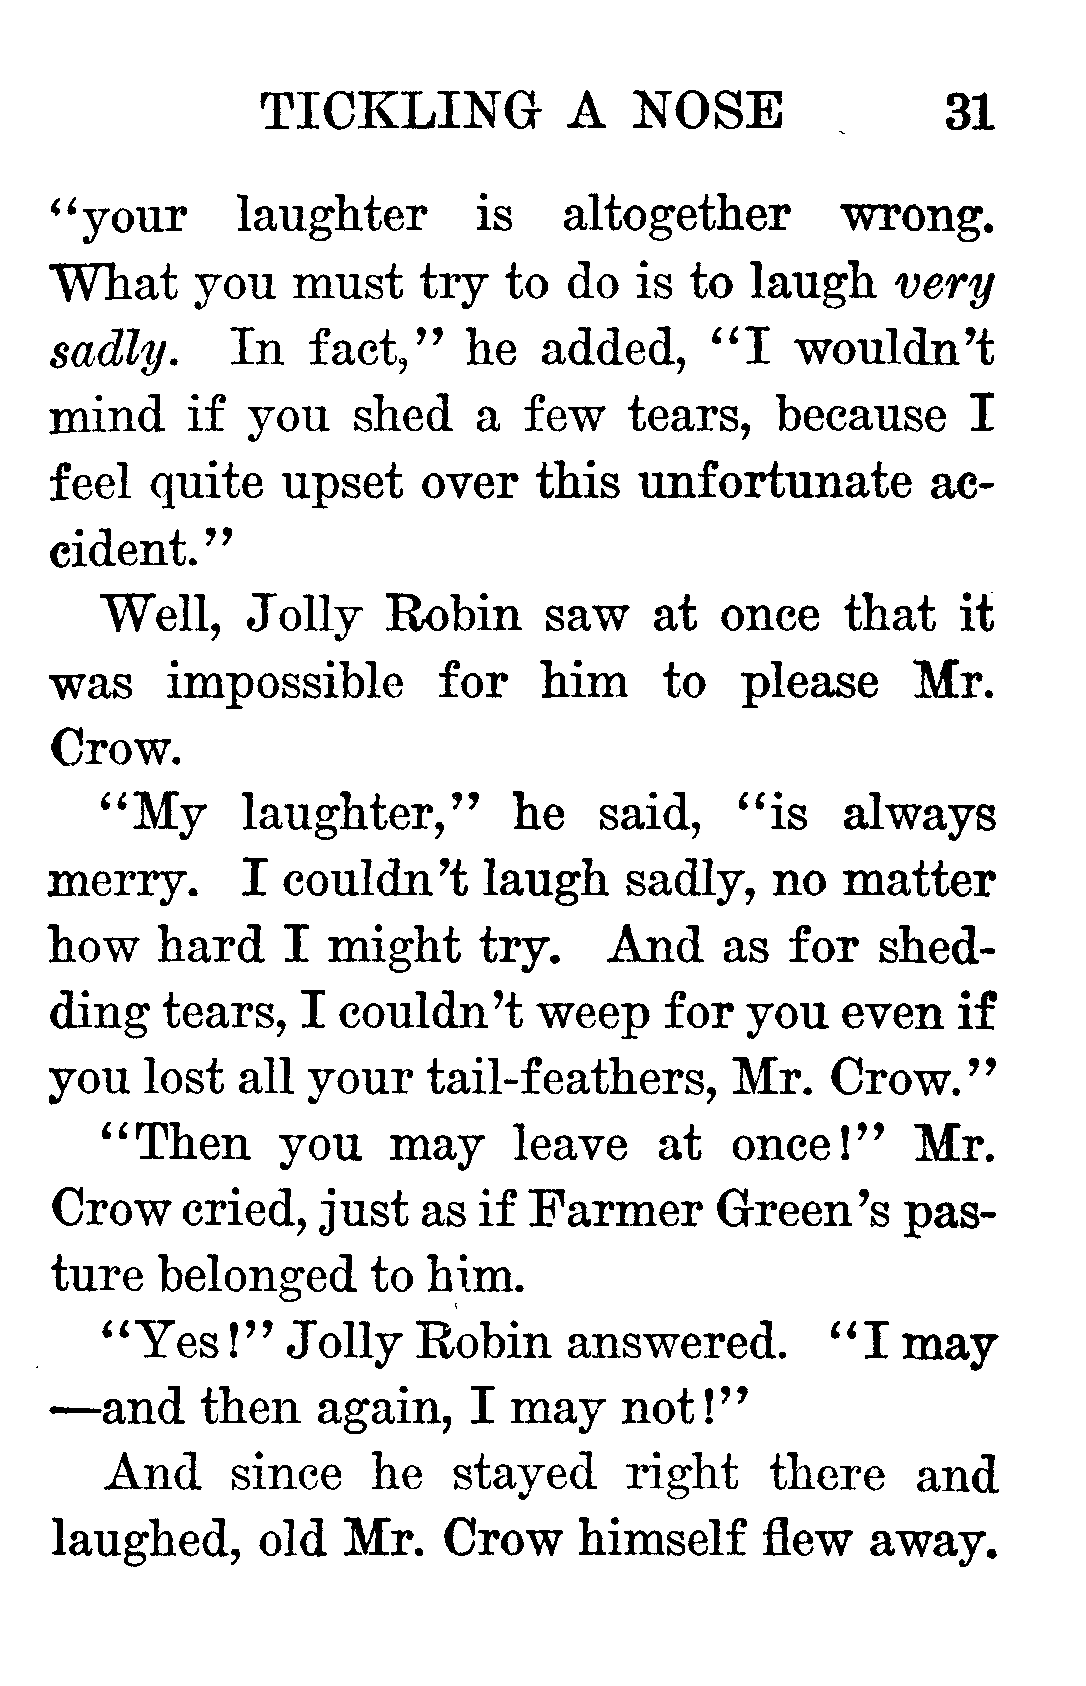 TICKLING A NOSE 31
“your laughter is altogether wrong.
What you must try to do is to laugh very
sadly. In fact,” he added, “I wouldn’t
mind if you shed a few tears, because I
feel quite upset over this unfortunate ac-
cident.”
Well, Jolly Robin saw at once that it
was impossible for him to please Mr.
Crow.
“My laughter,” he said, “is always
merry. I couldn’t laugh sadly, no matter
how hard I might try. And as for shed-
ding tears, I couldn’t weep for you even if
you lost all your tail-feathers, Mr. Crow.”
“Then you may leave at once!” Mr.
Crow cried, just as if Farmer Green’s pas-
ture belonged to him.
“Yes!” Jolly Robin answered. “I may
—and then again, I may not!”
And since he stayed right there and
laughed, old Mr. Crow himself flew away.